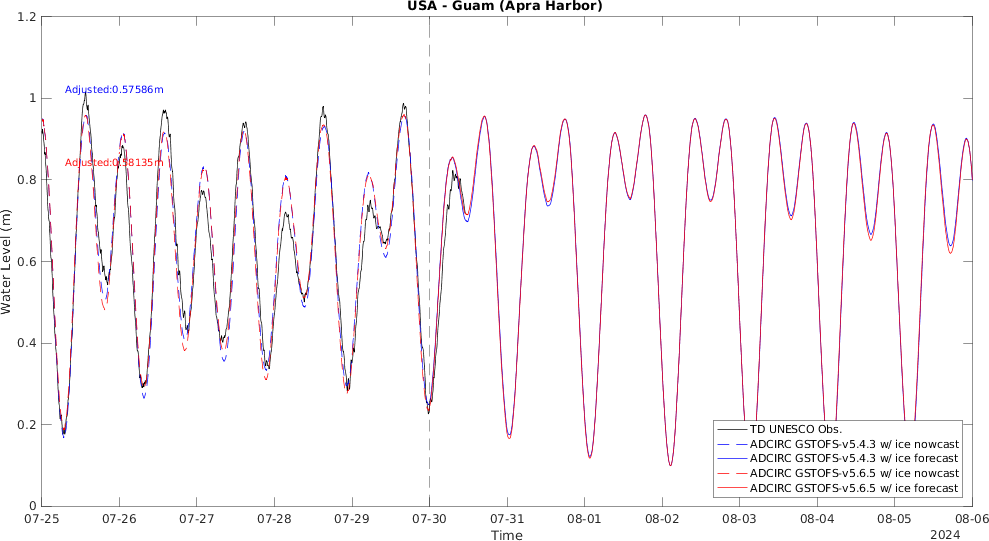 USA - Guam (Apra Harbor)
Water Level (m)
1.2
1
0.8
0.6
0.4
0.2
0
Adjusted:0.57586m
Adjusted:0.58135m
TD UNESCO Obs.
ADCIRC GSTOFS-v5.4.3 w/ ice nowcast
ADCIRC GSTOFS-v5.4.3 w/ ice forecast
ADCIRC GSTOFS-v5.6.5 w/ ice nowcast
ADCIRC GSTOFS-v5.6.5 w/ ice forecast
07-25 07-26 07-27 07-28 07-29 07-30 07-31 08-01 08-02 08-03 08-04 08-05 08-06
Time
2024